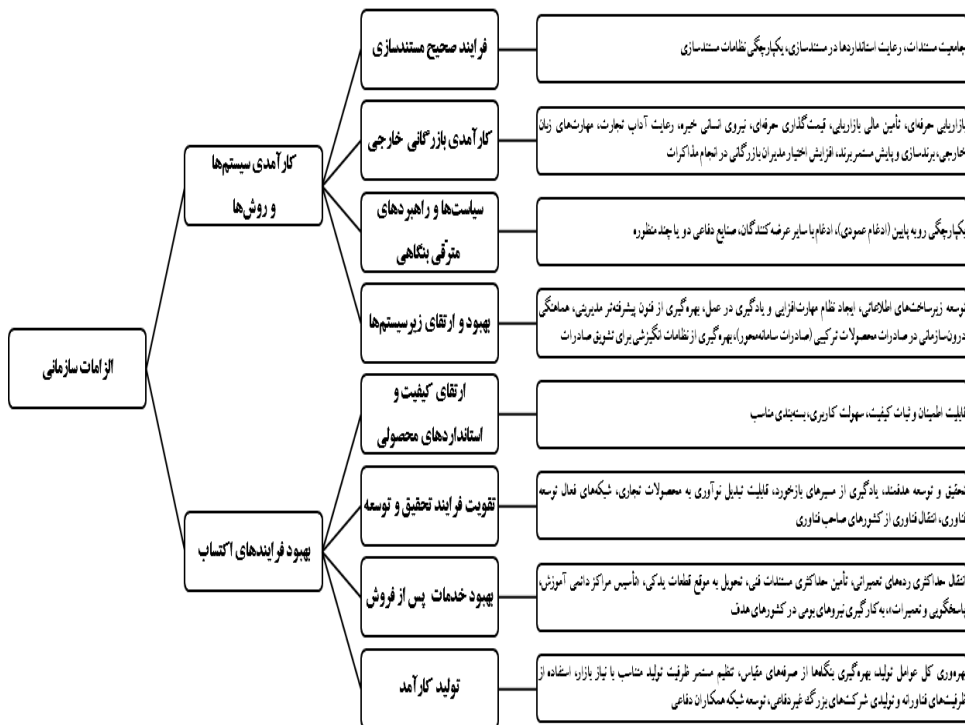 الزامات سازمانی
کارآمدی سیستم‌ها
و روش‌ها
فرایند صحیح مستندسازی
جامعیت مستندات، رعایت استانداردها در مستندسازی، یکپارچگی نظامات مستندسازی
کارآمدی بازرگانی خارجی
بازاریابی حرفه‌ای، تأمین مالی بازاریابی، قیمت‌گذاری حرفه‌ای، نیروی انسانی خبره، رعایت آداب تجارت، مهارت‌های زبان
خارجی، برندسازی و پایش مستمر برند، افزایش اختیار مدیران بازرگانی در انجام مذاکرات
سیاست‌ها و راهبردهای
مترقی بنگاهی
یکپارچگی رو به پایین (ادغام عمودی)، ادغام با سایر عرضه‌کنندگان، صنایع دفاعی دو یا چند منظوره
بهبود و ارتقای زیرسیستم‌ها
توسعه زیرساخت‌های اطلاعاتی، ایجاد نظام مهارت‌افزایی و یادگیری در عمل، بهره‌گیری از فنون پیشرفته‌تر مدیریتی، هماهنگی
درون‌سازمانی در صادرات محصولات ترکیبی (صادرات سامانه‌محور)، بهره‌گیری از نظامات انگیزشی برای تشویق صادرات
بهبود فرایندهای اکتساب
ارتقای کیفیت و
استانداردهای محصولی
قابلیت اطمینان و ثبات کیفیت، سهولت کاربری، بسته‌بندی مناسب
تقویت فرایند تحقیق و توسعه
تحقیق و توسعه هدفمند، یادگیری از مسیرهای بازخورد، قابلیت تبدیل نوآوری به محصولات تجاری، شبکه‌های فعال توسعه
فناوری، انتقال فناوری از کشورهای صاحب فناوری
بهبود خدمات پس از فروش
انتقال حداکثری رده‌های تعمیراتی، تأمین حداکثری مستندات فنی، تحویل به موقع قطعات یدکی، «تأسیس مراکز دائمی آموزش،
پاسخگویی و تعمیرات»، به‌کارگیری نیروهای بومی در کشورهای هدف
تولید کارآمد
بهره‌وری کل عوامل تولید، بهره‌گیری بنگاه‌ها از صرفه‌های مقیاس، تنظیم مستمر ظرفیت تولید متناسب با نیاز بازار، استفاده از
ظرفیت‌های فناورانه و تولیدی شرکت‌های بزرگ غیردفاعی، توسعه شبکه همکاران دفاعی